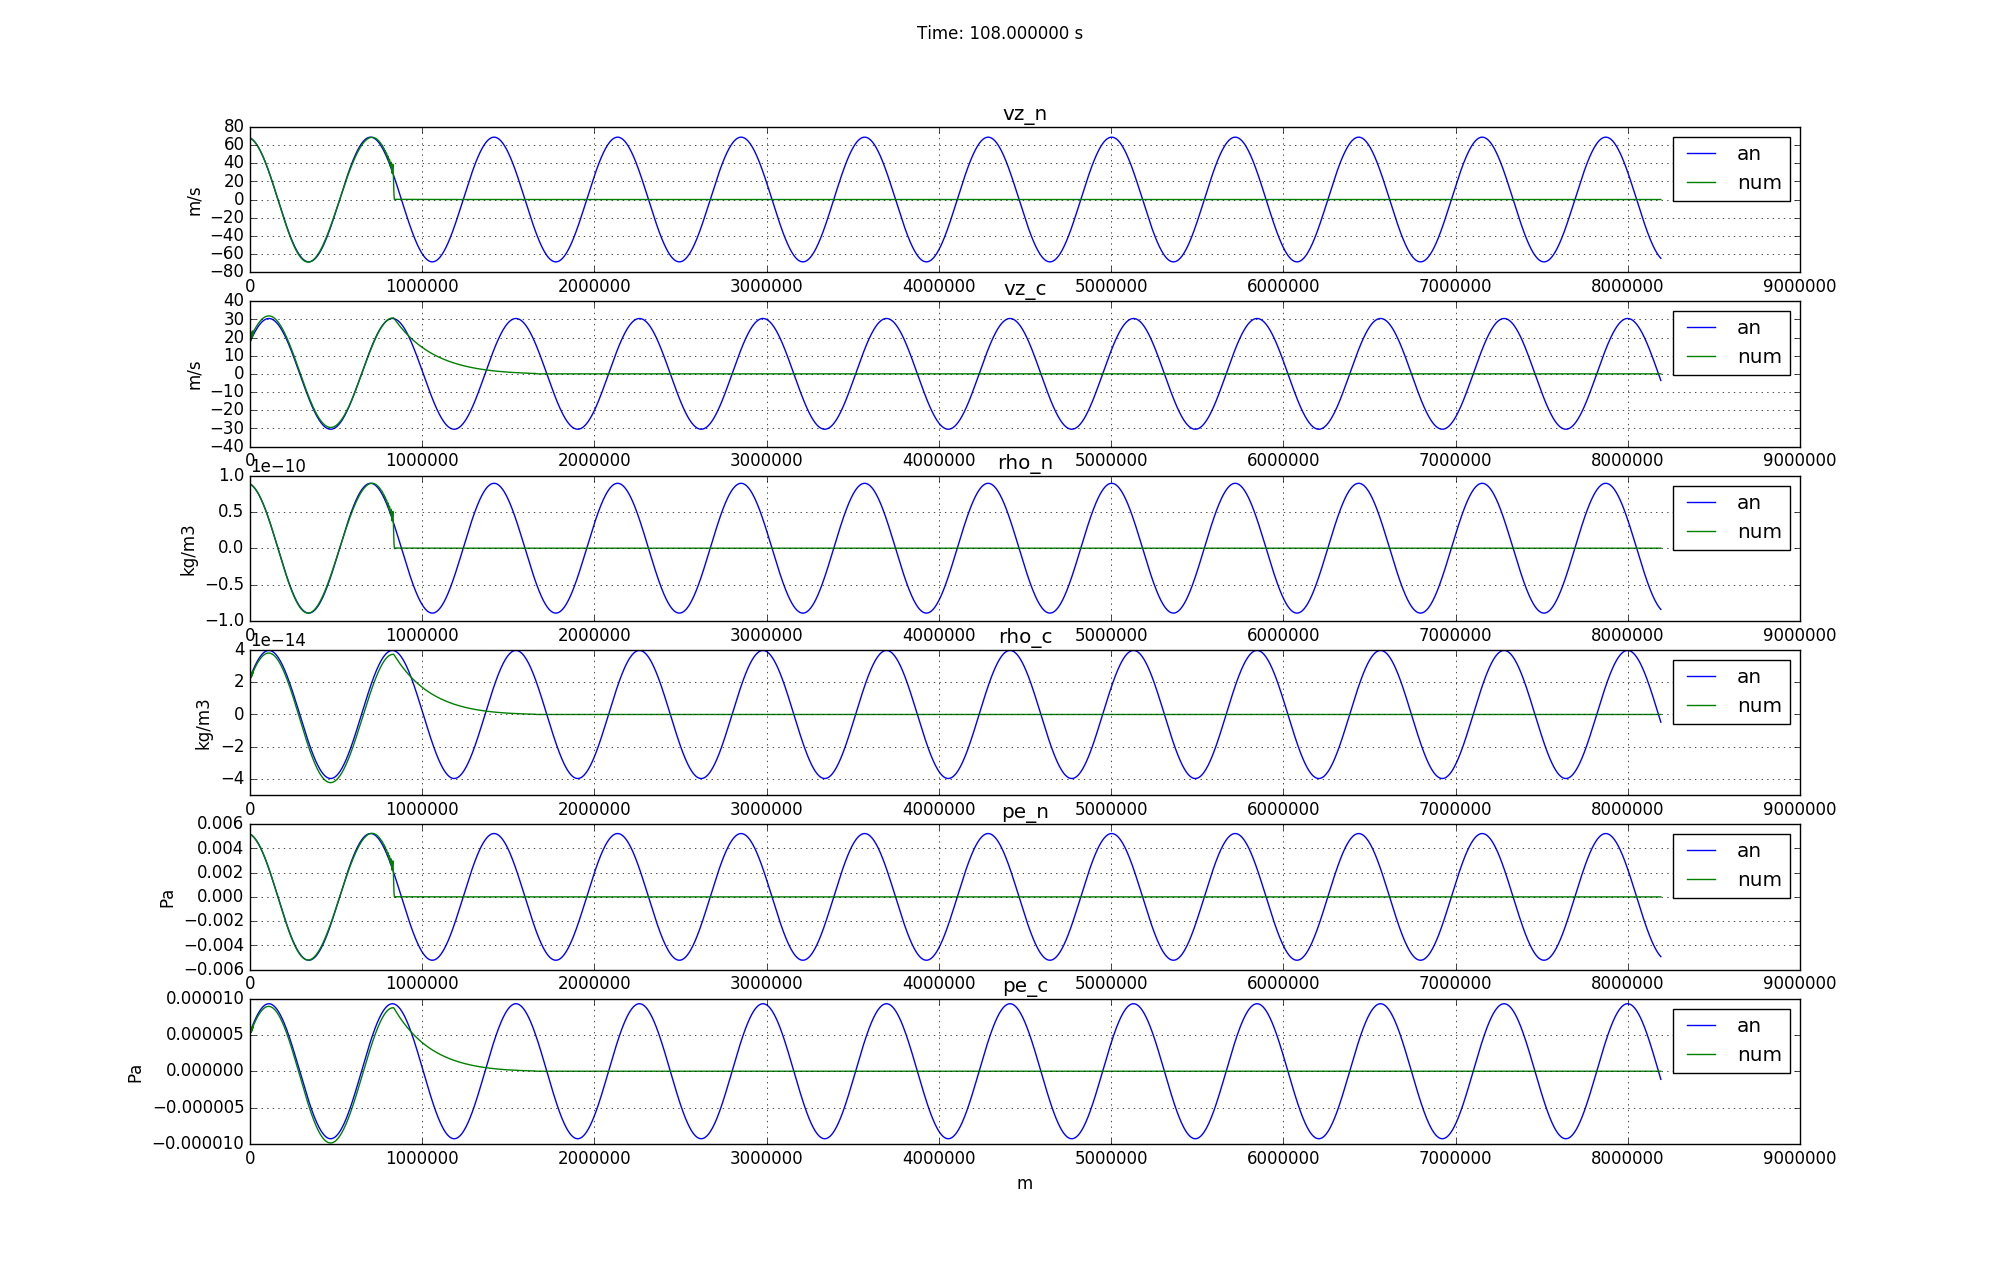 Time: 108.000000 s
vz_n
80
60
40
20
0
−20
−40
−60
−80
m/s
an
num
0 1000000 2000000 3000000 4000000 5000000 6000000 7000000 8000000 9000000
vz_c
40
30
20
10
0
−10
−20
−30
−40
m/s
an
num
0 1000000 2000000 3000000 4000000 5000000 6000000 7000000 8000000 9000000
1e−10
rho_n
1.0
0.5
0.0
−0.5
−1.0
kg/m3
an
num
0 1000000 2000000 3000000 4000000 5000000 6000000 7000000 8000000 9000000
1e−14
rho_c
4
2
0
−2
−4
kg/m3
an
num
0 1000000 2000000 3000000 4000000 5000000 6000000 7000000 8000000 9000000
pe_n
0.006
0.004
0.002
0.000
−0.002
−0.004
−0.006
Pa
an
num
0 1000000 2000000 3000000 4000000 5000000 6000000 7000000 8000000 9000000
pe_c
0.000010
0.000005
0.000000
−0.000005
−0.000010
Pa
an
num
0 1000000 2000000 3000000 4000000 5000000 6000000 7000000 8000000 9000000
m